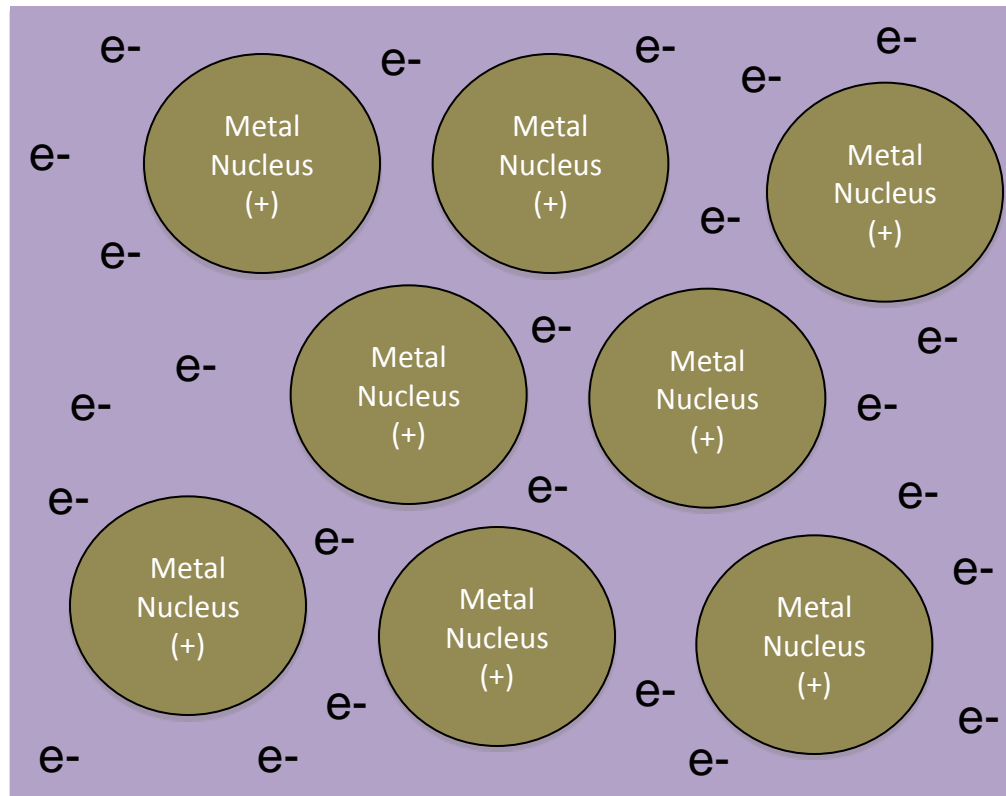 e-
e-
e-
e-
e-
Metal
Nucleus
(+)
Metal
Nucleus
(+)
Metal
Nucleus
(+)
e-
e-
e-
e-
e-
e-
e-
Metal
Nucleus
(+)
Metal
Nucleus
(+)
e-
e-
e-
e-
e-
e-
Metal
Nucleus
(+)
Metal
Nucleus
(+)
Metal
Nucleus
(+)
e-
e-
e-
e-
e-
e-